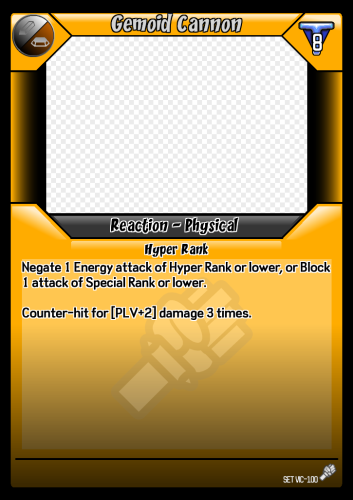 Gemoid Cannon
8
Reaction - Physical
Hyper Rank
Negate 1 Energy attack of Hyper Rank or lower, or Block
1 attack of Special Rank or lower.
Counter-hit for [PLV+2] damage 3 times.
SET VIC-100